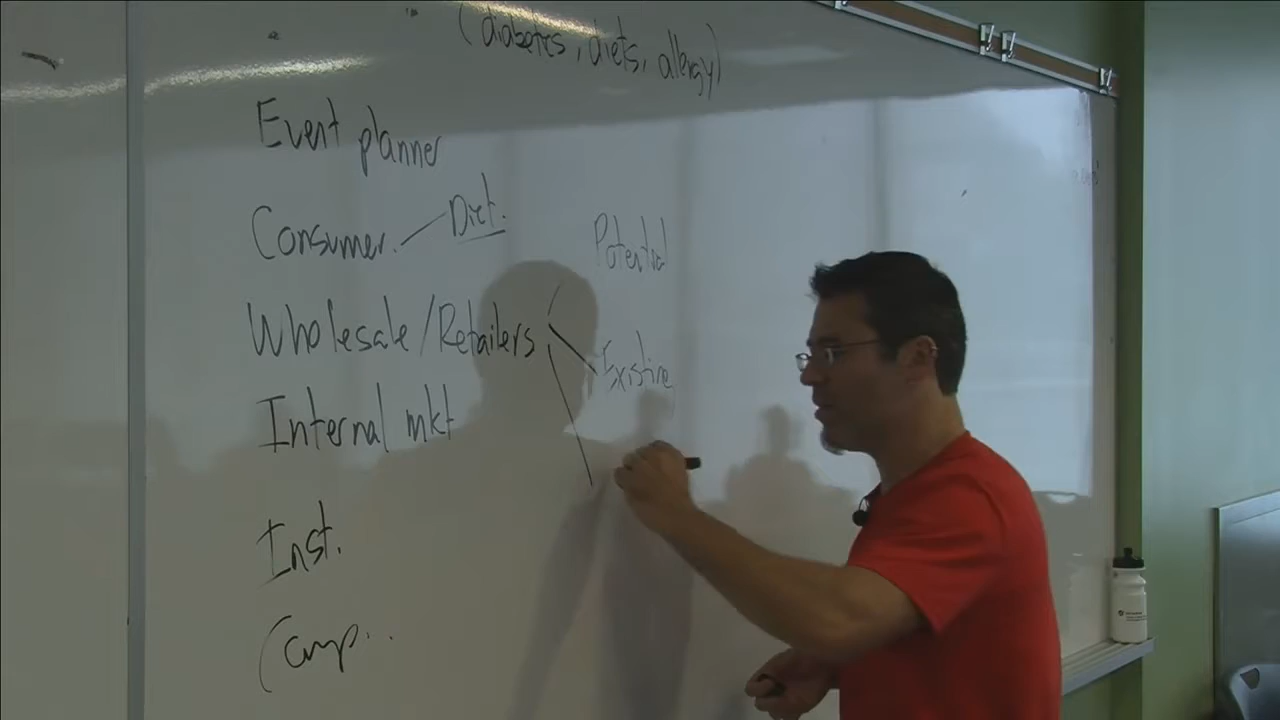 (diabetes, diets, allergy)
Event planner
Consumer. Diet.
Potential
Wholesale/Retailers
Existing
Internal mkt
Inst.
Comp..